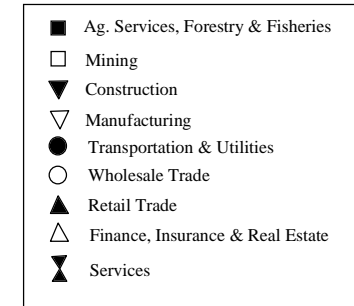 Ag. Services, Forestry & Fisheries
Mining
Construction
Manufacturing
Transportation & Utilities
Wholesale Trade
Retail Trade
Finance, Insurance & Real Estate
Services